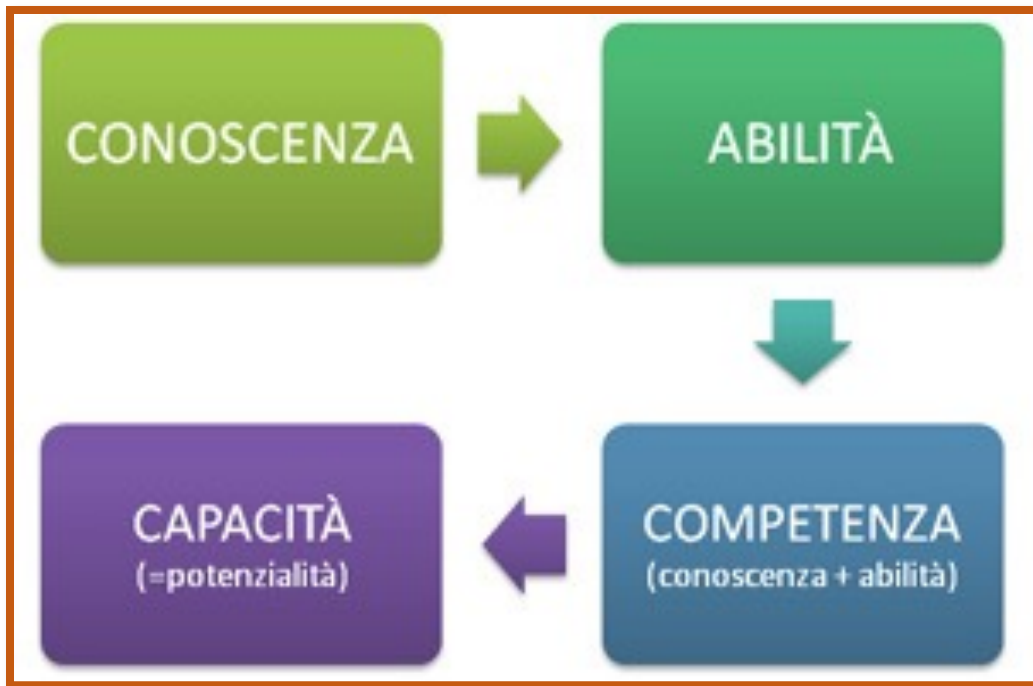 CONOSCENZA
ABILITÀ
COMPETENZA
(conoscenza + abilità)
CAPACITÀ
(=potenzialità)